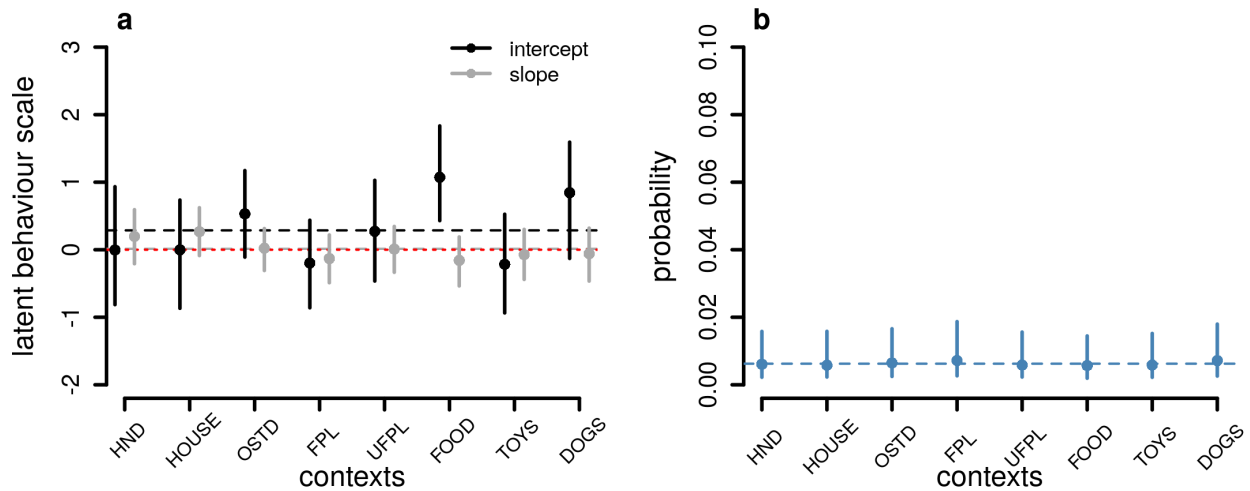 a
latent behaviour scale
3
2
1
0
-1
-2
intercept
slope
HND
HOUSE
OSTD
FPL
UFPL
FOOD
TOYS
DOGS
contexts
b
probability
0.10
0.08
0.06
0.04
0.02
0.00
HND
HOUSE
OSTD
FPL
UFPL
FOOD
TOYS
DOGS
contexts